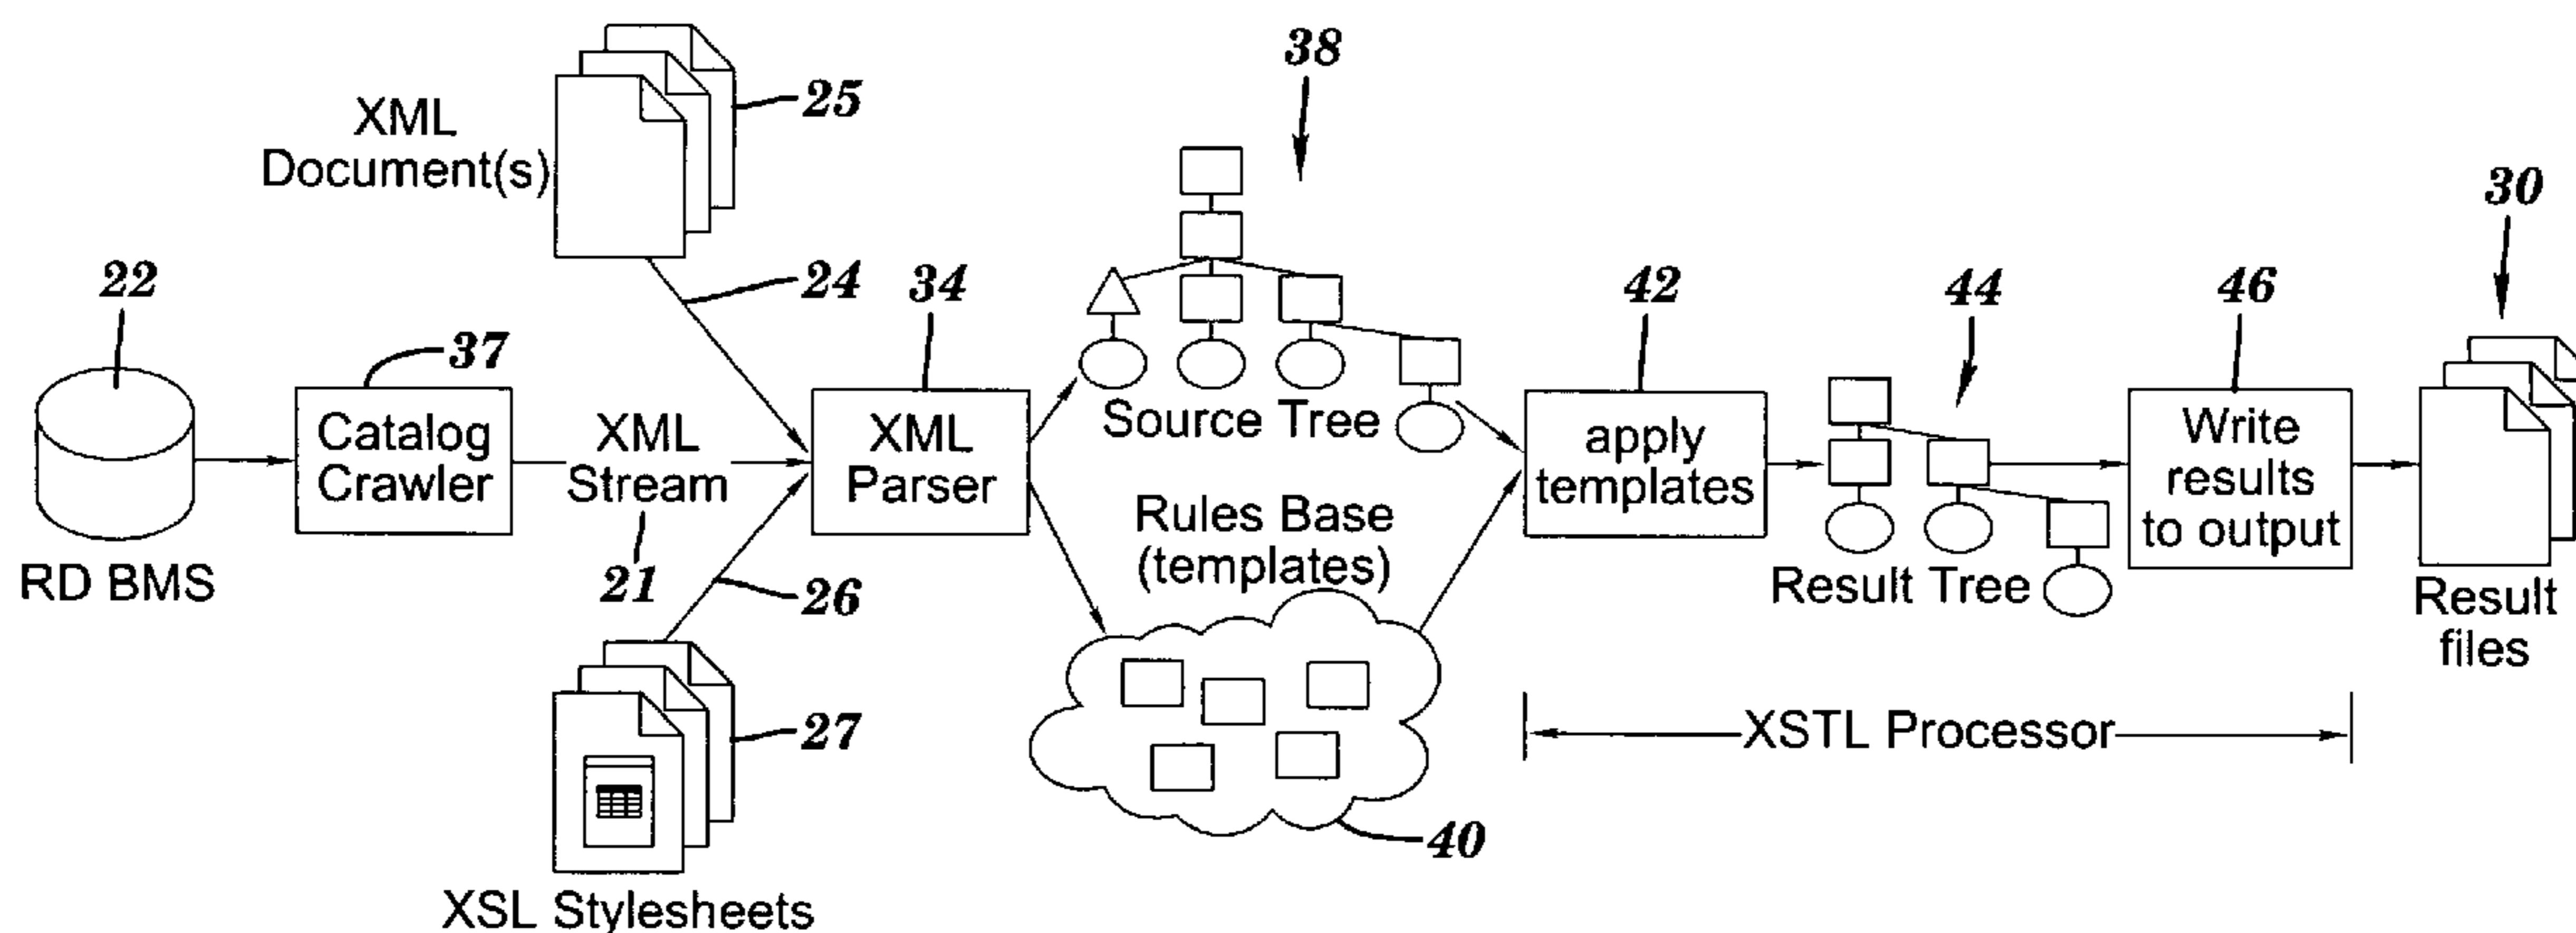 38
XML
Document(s)
25
30
22
24
34
42
44
46
37
Catalog
Crawler
XML
Stream
21
XML
Parser
Source Tree
apply
templates
Write
results
to output
RD BMS
26
Rules Base
(templates)
Result Tree
Result
files
27
XSTL Processor
40
XSL Stylesheets